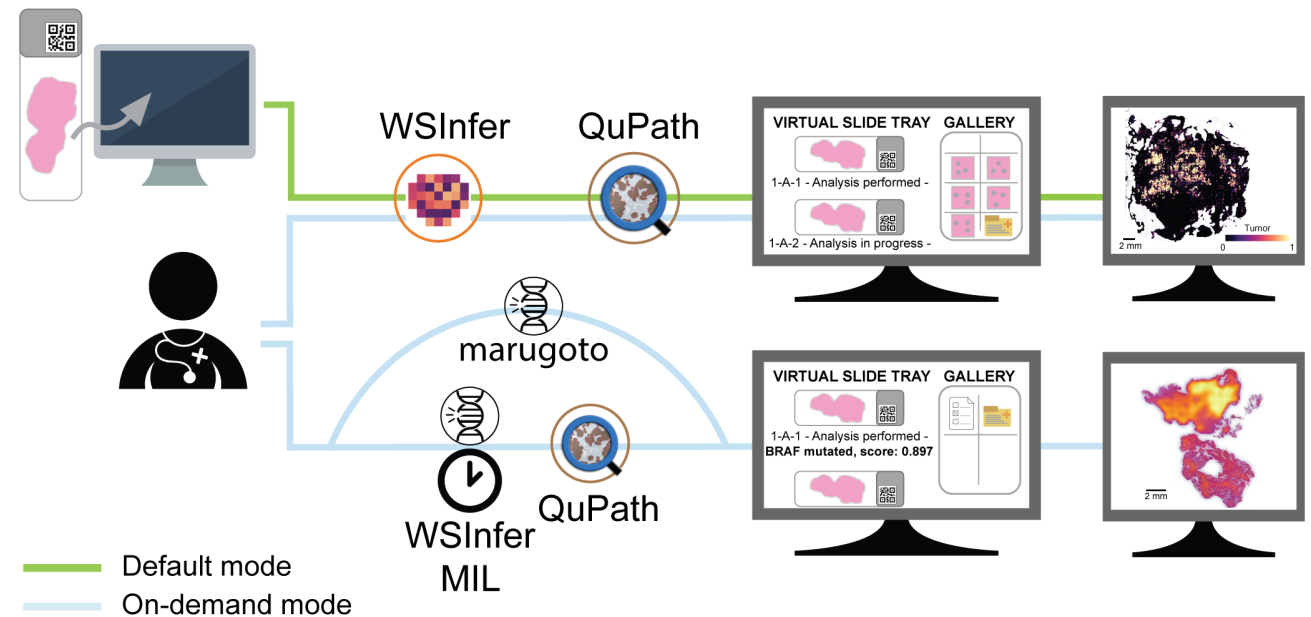 WSInfer
QuPath
VIRTUAL SLIDE TRAY
GALLERY
1-A-1 - Analysis performed -
1-A-2 - Analysis in progress -
Tumor
2 mm
0
1
marugoto
WSInfer
MIL
QuPath
VIRTUAL SLIDE TRAY
GALLERY
1-A-1 - Analysis performed -
BRAF mutated, score: 0.897
2 mm
Default mode
On-demand mode